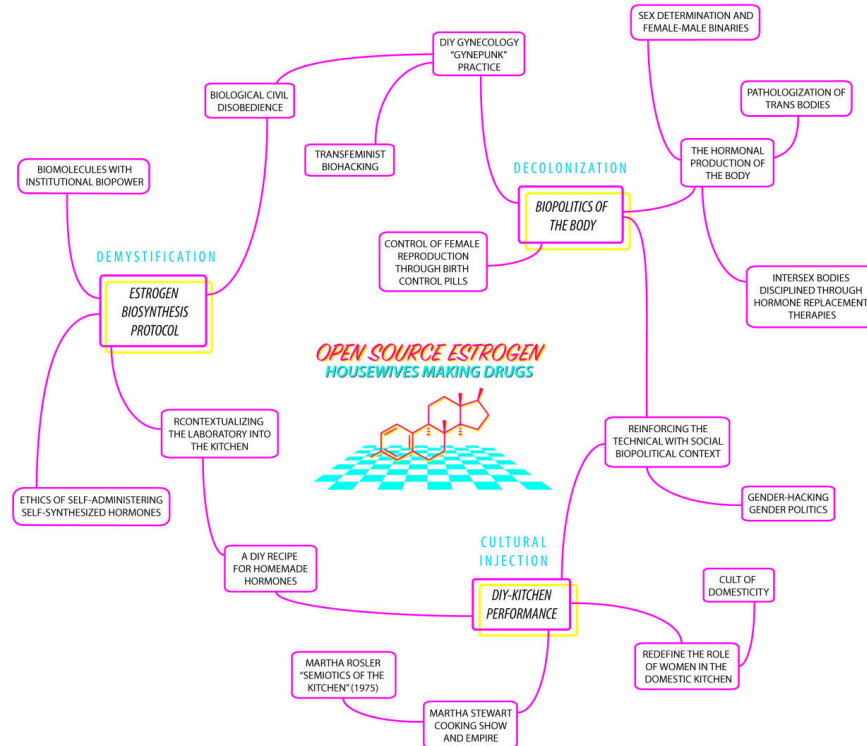 SEX DETERMINATION AND
FEMALE-MALE BINARIES
DIY GYNECOLOGY
"GYNEPUNK"
PRACTICE
BIOLOGICAL CIVIL
DISOBEDIENCE
PATHOLOGIZATION OF
TRANS BODIES
TRANSFEMINIST
BIOHACKING
THE HORMONAL
PRODUCTION OF
THE BODY
BIOMOLECULES WITH
INSTITUTIONAL BIOPOWER
DECOLONIZATION
BIOPOLITICS OF
THE BODY
DEMYSTIFICATION
ESTROGEN
BIOSYNTHESIS
PROTOCOL
CONTROL OF FEMALE
REPRODUCTION
THROUGH BIRTH
CONTROL PILLS
INTERSEX BODIES
DISCIPLINED THROUGH
HORMONE REPLACEMENT
THERAPIES
OPEN SOURCE ESTROGEN
HOUSEWIVES MAKING DRUGS
RCONTEXTUALIZING
THE LABORATORY INTO
THE KITCHEN
REINFORCING THE
TECHNICAL WITH SOCIAL
BIOPOLITICAL CONTEXT
ETHICS OF SELF-ADMINISTERING
SELF-SYNTHESIZED HORMONES
GENDER-HACKING
GENDER POLITICS
A DIY RECIPE
FOR HOMEMADE
HORMONES
CULTURAL
INJECTION
DIY-KITCHEN
PERFORMANCE
CULT OF
DOMESTICITY
REDEFINE THE ROLE
OF WOMEN IN THE
DOMESTIC KITCHEN
MARTHA ROSLER
"SEMIOTICS OF THE
KITCHEN" (1975)
MARTHA STEWART
COOKING SHOW
AND EMPIRE